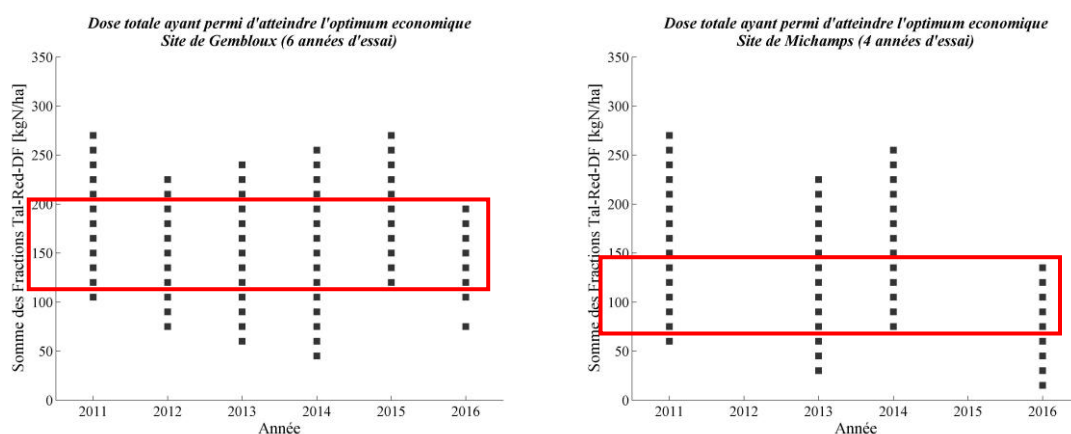 Dose totale ayant permi d'atteindre l'optimum economique
Site de Gembloux (6 années d'essai)
Somme des Fractions Tal-Red-DF [kgN/ha]
350
300
250
200
150
100
50
0
2011 2012 2013 2014 2015 2016
Année
Dose totale ayant permi d'atteindre l'optimum economique
Site de Michamps (4 années d'essai)
Somme des Fractions Tal-Red-DF [kgN/ha]
350
300
250
200
150
100
50
0
2011 2012 2013 2014 2015 2016
Année